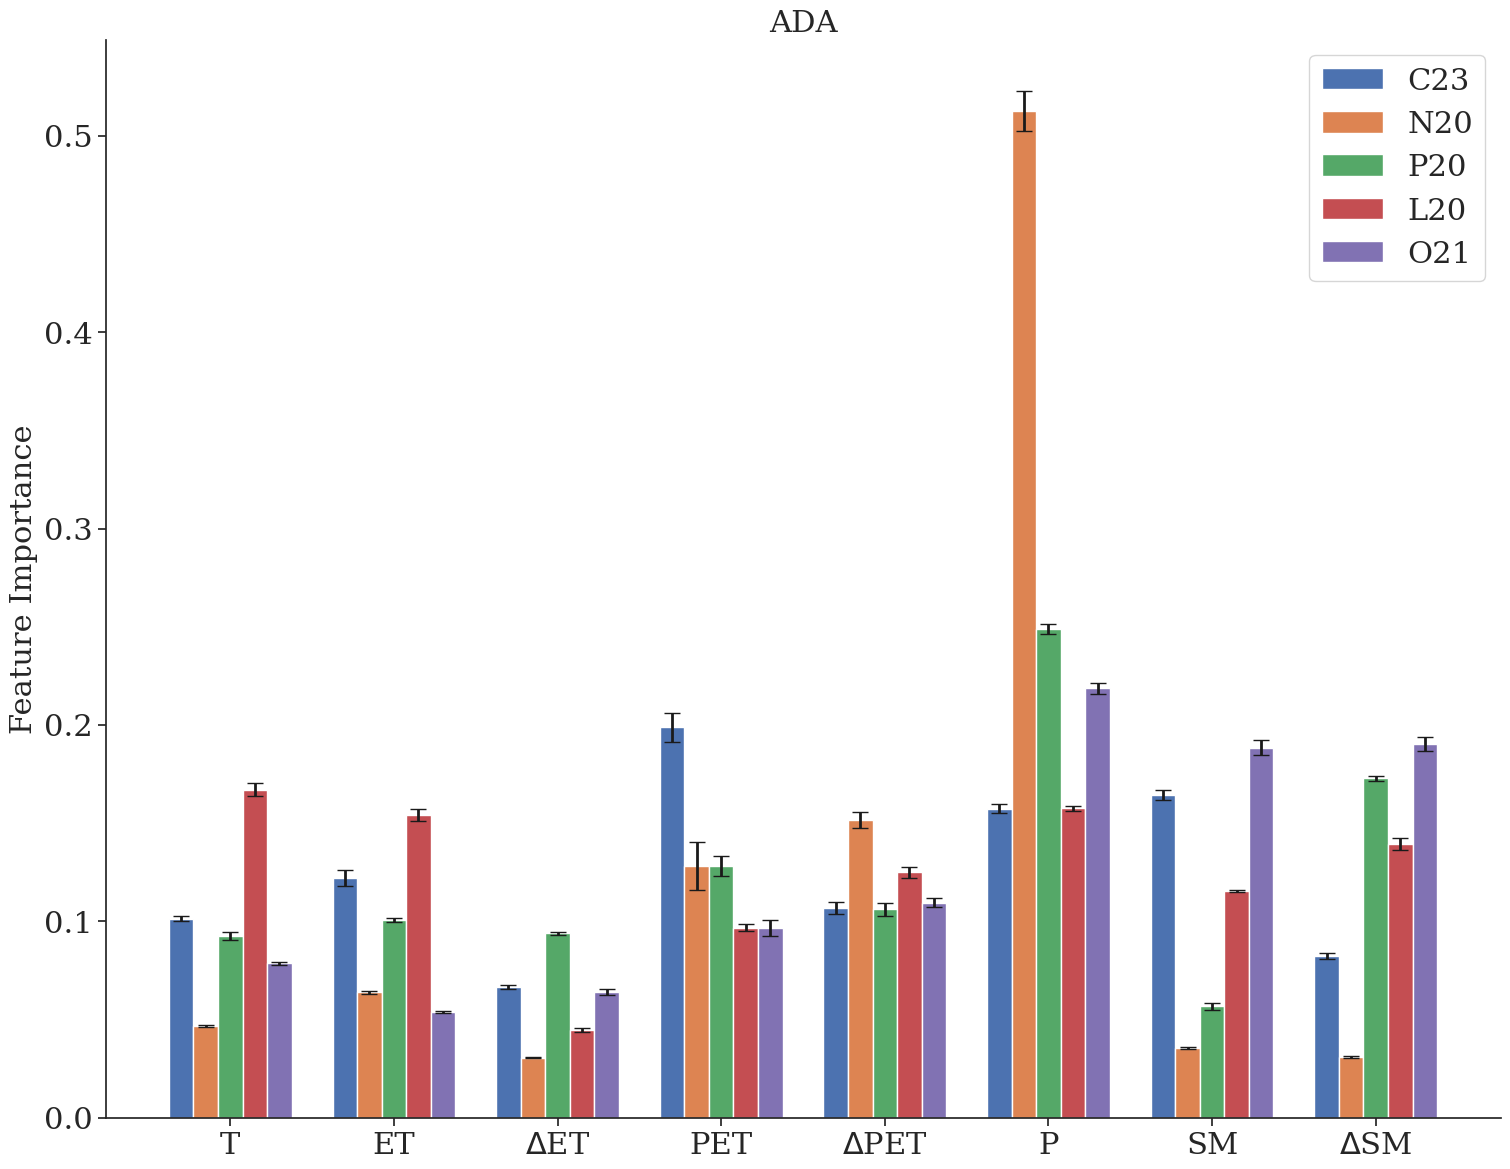 ADA
C23
N20
P20
L20
O21
Feature Importance
0.5
0.4
0.3
0.2
0.1
0.0
T ET ΔET PET ΔPET P SM ΔSM